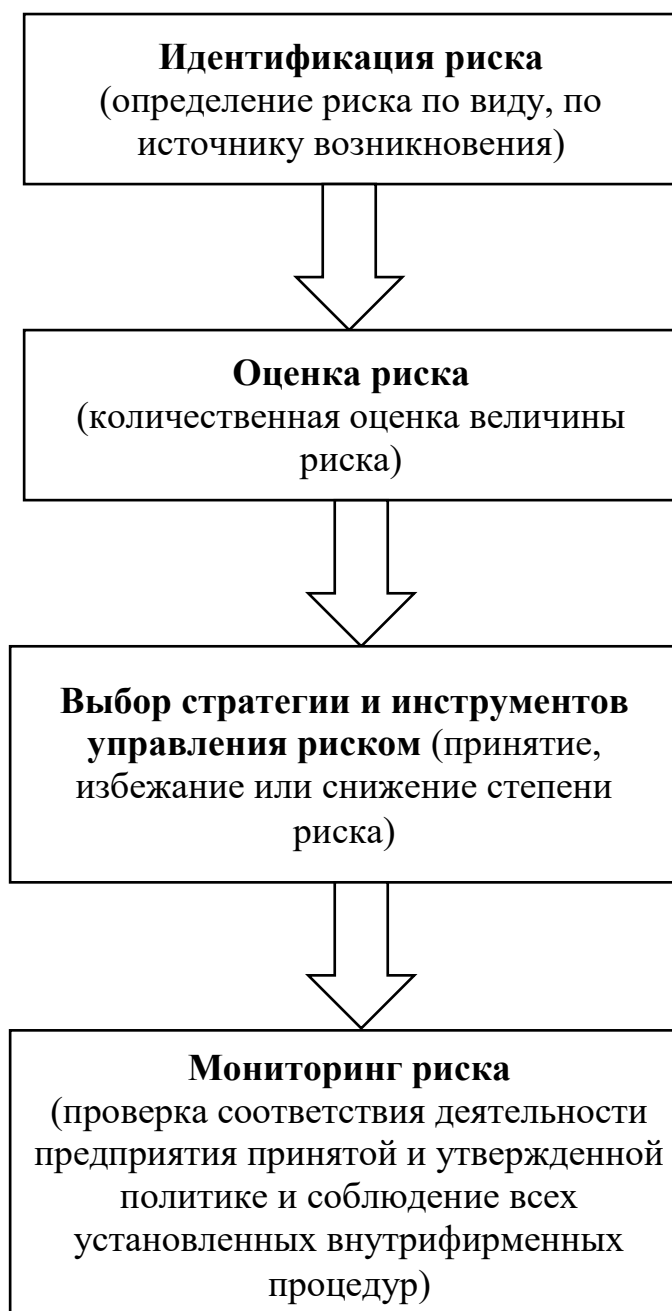 Идентификация риска
(определение риска по виду, по
источнику возникновения)
Оценка риска
(количественная оценка величины
риска)
Выбор стратегии и инструментов
управления риском (принятие,
избежание или снижение степени
риска)
Мониторинг риска
(проверка соответствия деятельности
предприятия принятой и утвержденной
политике и соблюдение всех
установленных внутрифирменных
процедур)